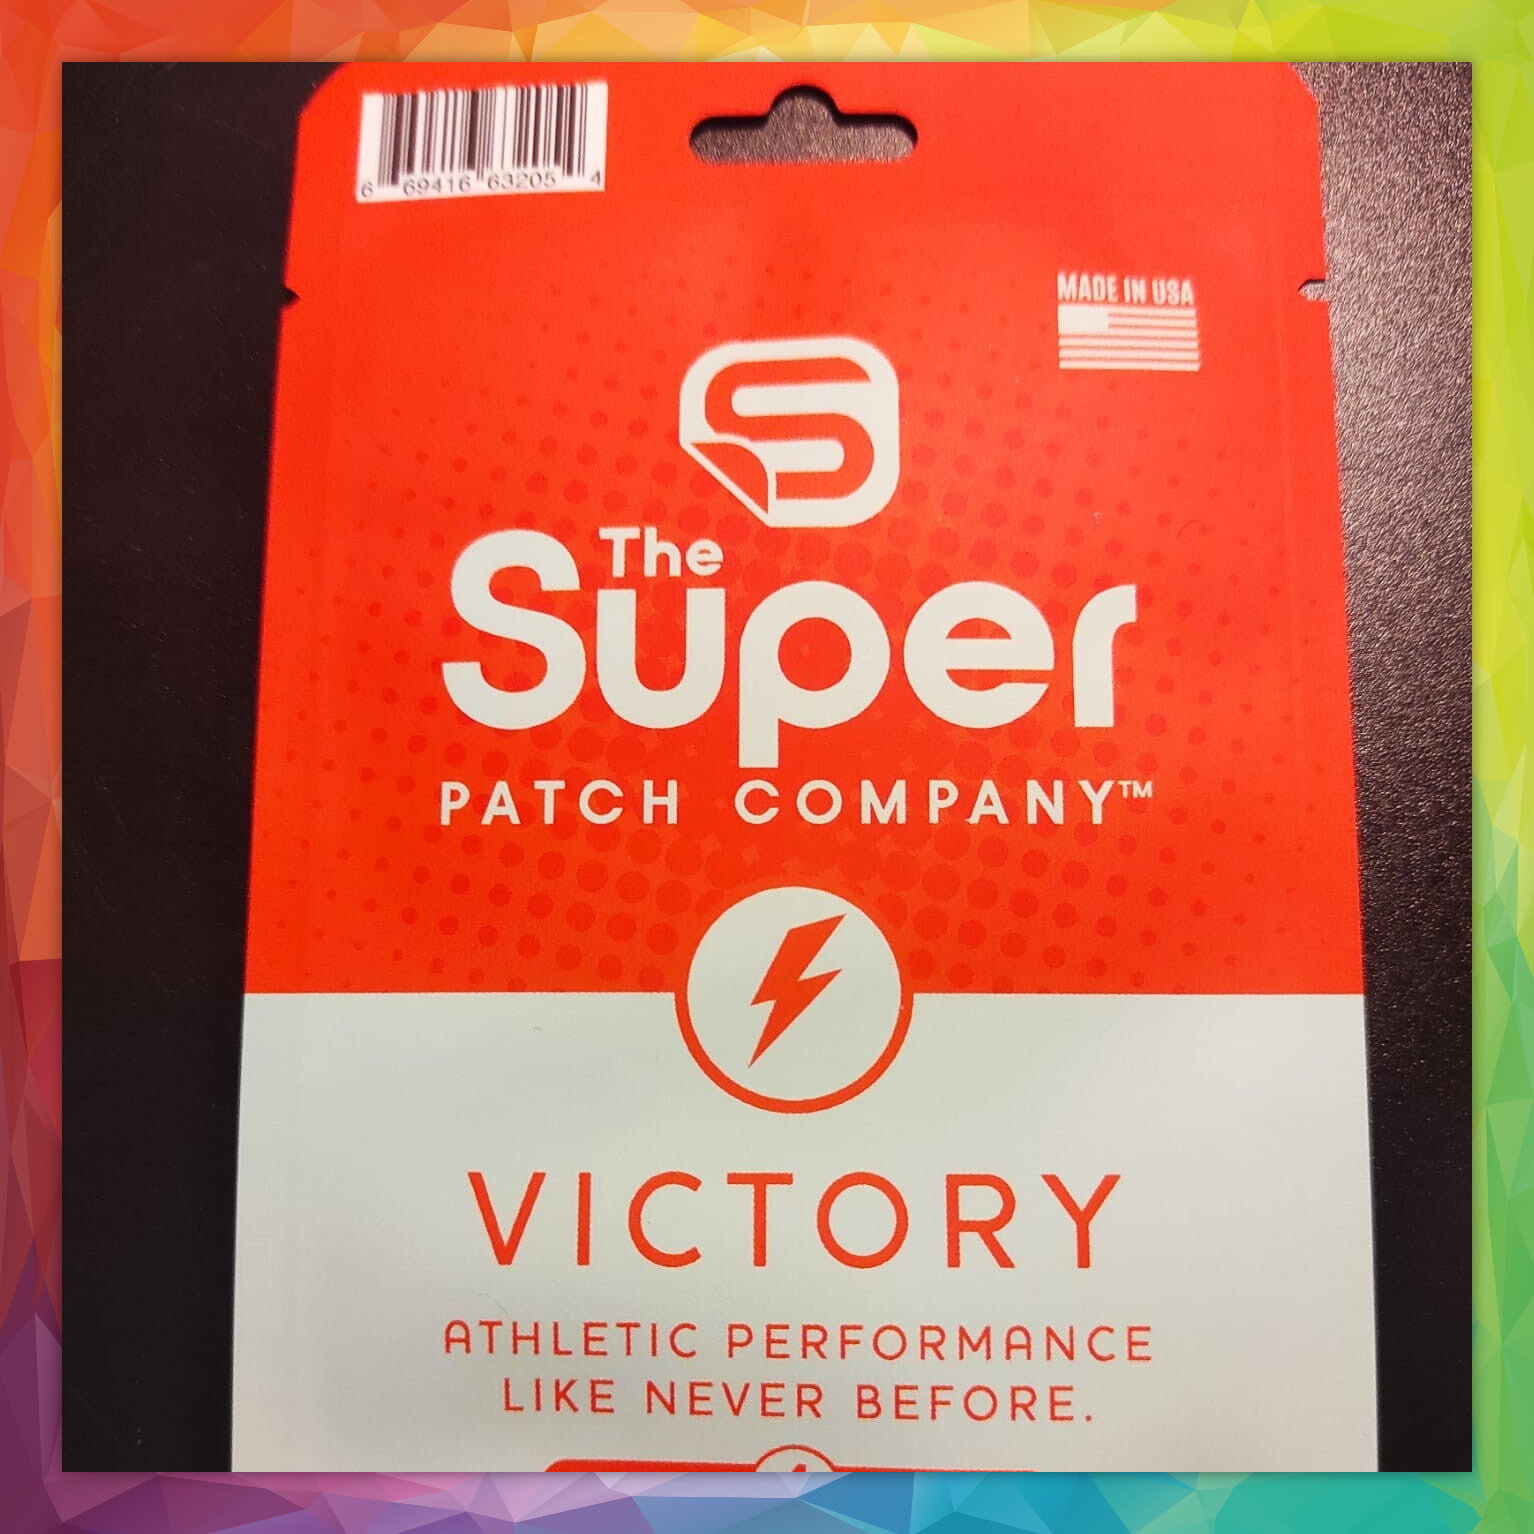 6 69416 63205 4
MADE IN USA
The
Super
PATCH COMPANY™
VICTORY
ATHLETIC PERFORMANCE
LIKE NEVER BEFORE.